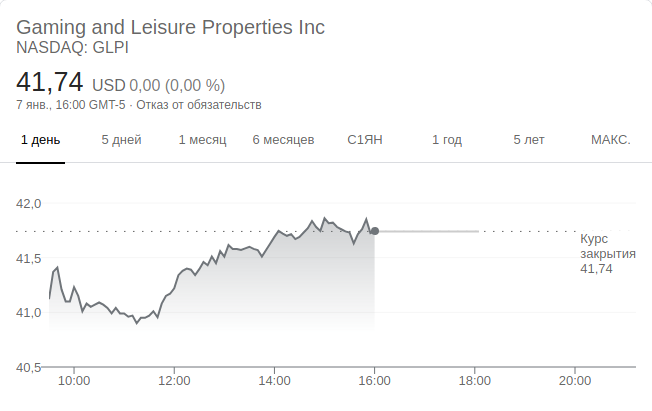 Gaming and Leisure Properties Inc
NASDAQ: GLPI
41,74 USD 0,00 (0,00 %)
7 янв., 16:00 GMT-5 · Отказ от обязательств
1 день 5 дней 1 месяц 6 месяцев С1ЯН 1 год 5 лет МАКС.
42,0
41,5
41,0
40,5
Курс
закрытия
41,74
10:00 12:00 14:00 16:00 18:00 20:00